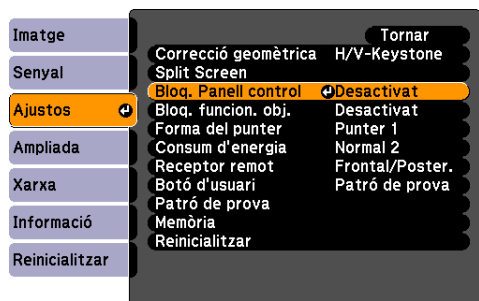 Imatge
Senyal
Ajustos
Ampliada
Xarxa
Informació
Reinicialitzar
Tornar
Correcció geomètrica H/V-Keystone
Split Screen
Bloq. Panell control Desactivat
Bloq. funcion. obj. Desactivat
Forma del punter Punter 1
Consum d'energia Normal 2
Receptor remot Frontal/Poster.
Botó d'usuari Patró de prova
Patró de prova
Memòria
Reinicialitzar